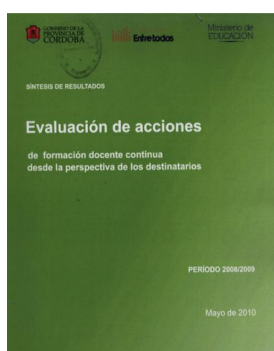 GOBIERNO DE LA
PROVINCIA DE
CÓRDOBA
Entre todos
Ministerio de
EDUCACIÓN
SÍNTESIS DE RESULTADOS
Evaluación de acciones
de formación docente continua
desde la perspectiva de los destinatarios
PERÍODO 2008/2009
Mayo de 2010